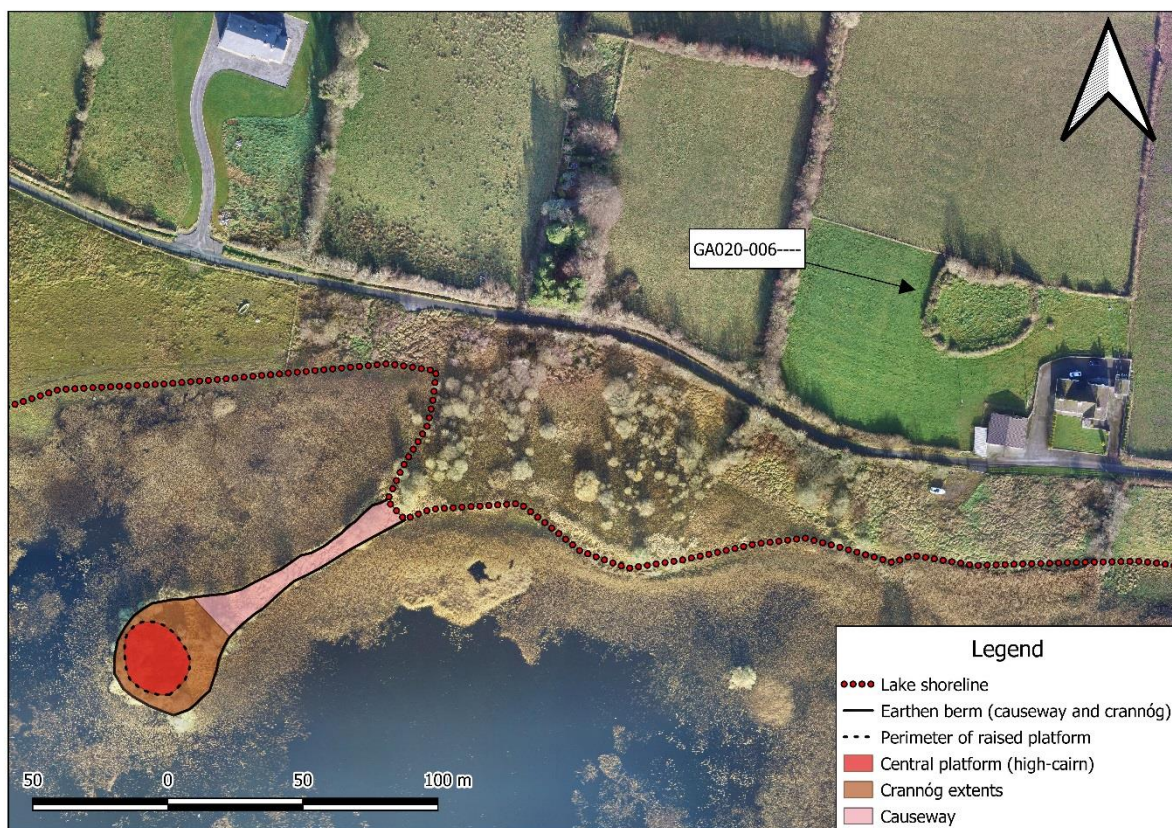 GA020-006----
Legend
Lake shoreline
Earthen berm (causeway and crannóg)
Perimeter of raised platform
Central platform (high-cairn)
Crannóg extents
Causeway
50 0 50 100 m